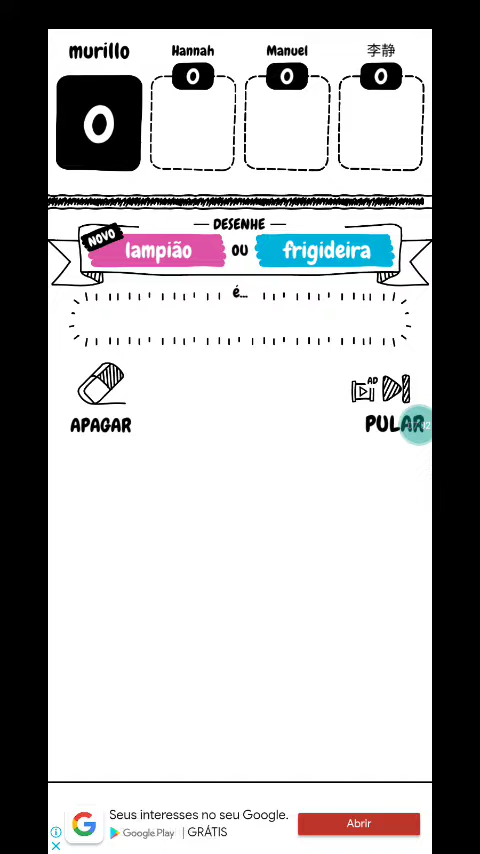 murillo Hannah Manuel 李静
0 0 0 0
DESENHE
NOVO
lampião OU frigideira
é...
AD
APAGAR PULAR
Seus interesses no seu Google.
Google Play | GRÁTIS
Abrir